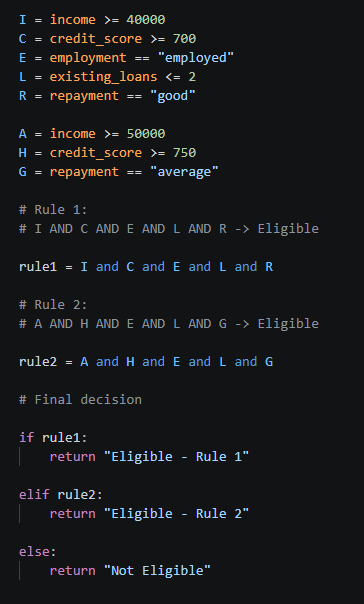 I = income >= 40000
C = credit_score >= 700
E = employment == "employed"
L = existing_loans <= 2
R = repayment == "good"
A = income >= 50000
H = credit_score >= 750
G = repayment == "average"
# Rule 1:
# I AND C AND E AND L AND R -> Eligible
rule1 = I and C and E and L and R
# Rule 2:
# A AND H AND E AND L AND G -> Eligible
rule2 = A and H and E and L and G
# Final decision
if rule1:
    return "Eligible - Rule 1"
elif rule2:
    return "Eligible - Rule 2"
else:
    return "Not Eligible"